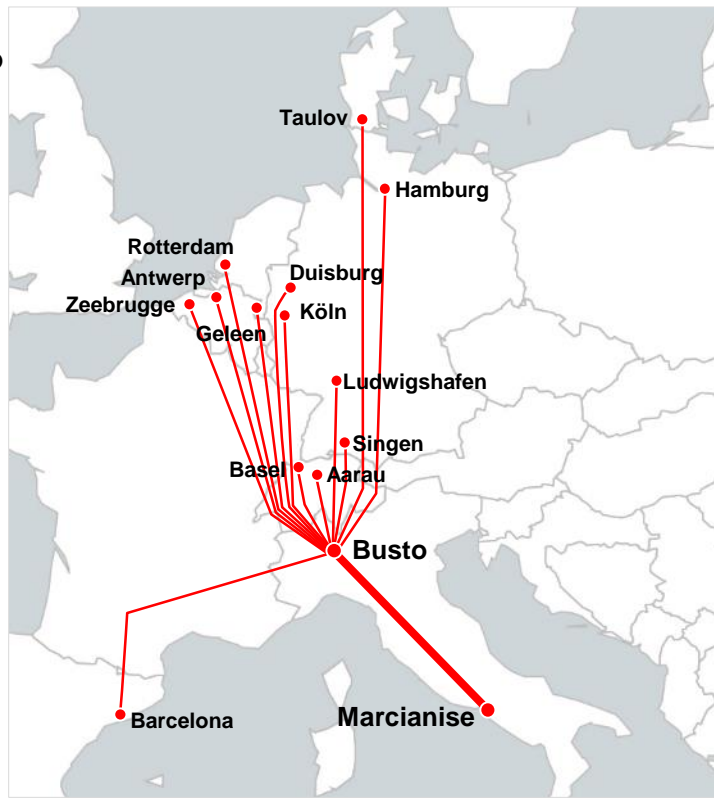 Taulov
Hamburg
Rotterdam
Duisburg
Antwerp
Zeebrugge
Köln
Geleen
Ludwigshafen
Singen
Basel
Aarau
Busto
Marcianise
Barcelona